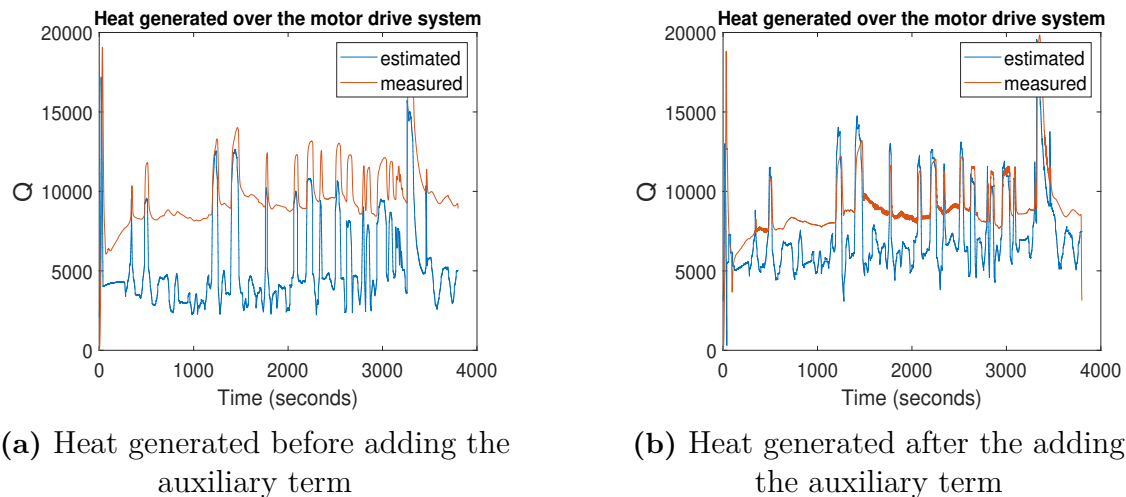 Heat generated over the motor drive system
20000
15000
10000
5000
0
Q
estimated
measured
0 1000 2000 3000 4000
Time (seconds)
(a) Heat generated before adding the
auxiliary term
Heat generated over the motor drive system
20000
15000
10000
5000
0
Q
estimated
measured
0 1000 2000 3000 4000
Time (seconds)
(b) Heat generated after the adding
the auxiliary term